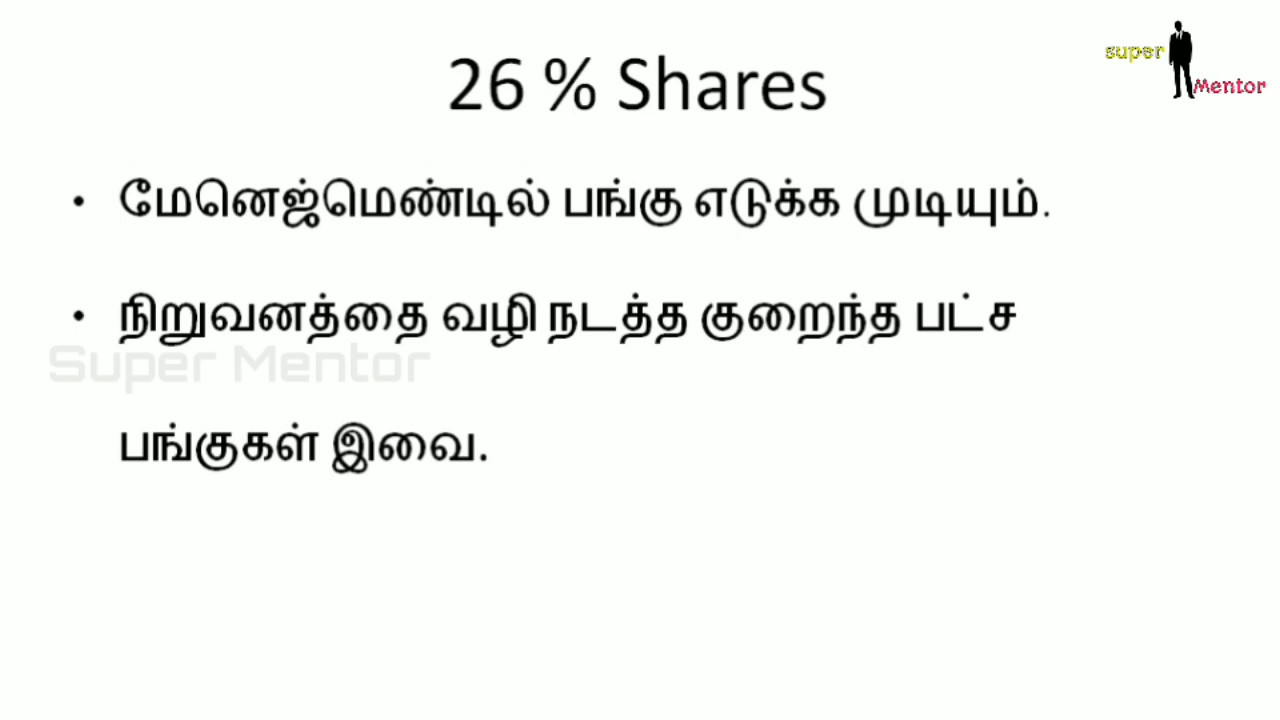 26 % Shares
super
Mentor
• மேனெஜ்மெண்டில் பங்கு எடுக்க முடியும்.
• நிறுவனத்தை வழி நடத்த குறைந்த பட்ச
Super Mentor
பங்குகள் இவை.